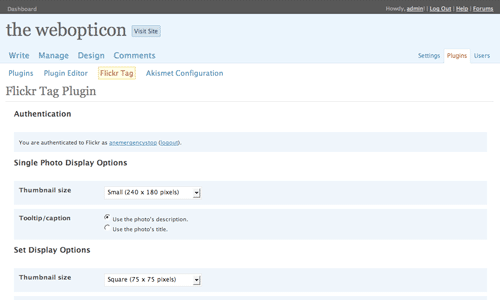 Dashboard Howdy, admin! | Log Out | Help | Forums
the webopticon Visit Site
Write Manage Design Comments Settings Plugins Users
Plugins Plugin Editor Flickr Tag Akismet Configuration
Flickr Tag Plugin
Authentication
You are authenticated to Flickr as anemergencystop (logout).
Single Photo Display Options
Thumbnail size Small (240 x 180 pixels)
Tooltip/caption Use the photo's description.
Use the photo's title.
Set Display Options
Thumbnail size Square (75 x 75 pixels)